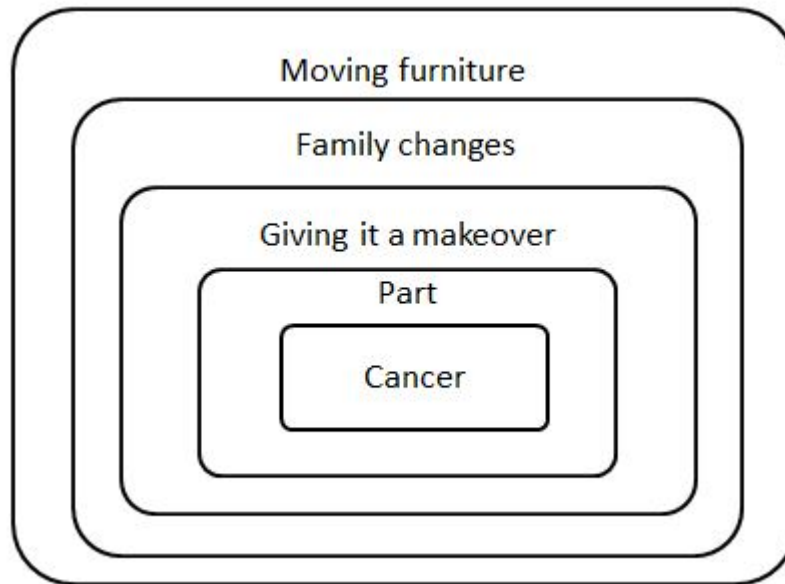 Moving furniture
Family changes
Giving it a makeover
Part
Cancer